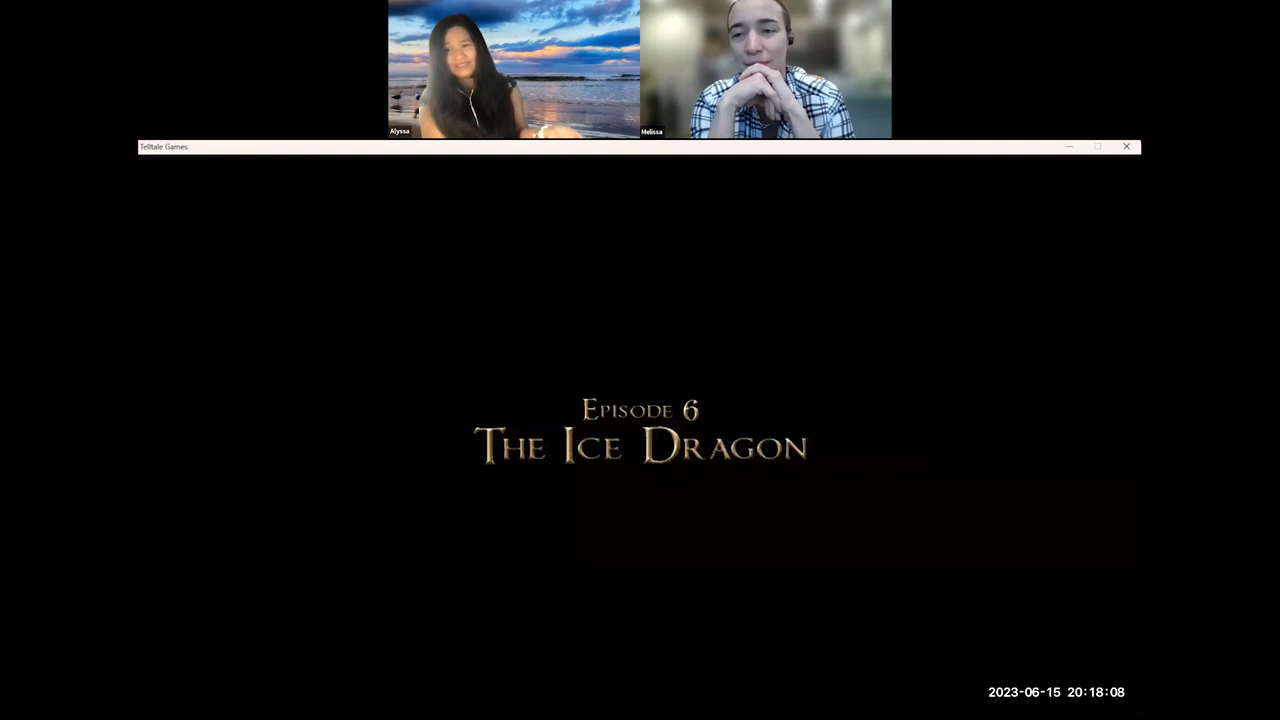 Alyssa
Melissa
Telltale Games
Episode 6
The Ice Dragon
2023-06-15 20:18:08